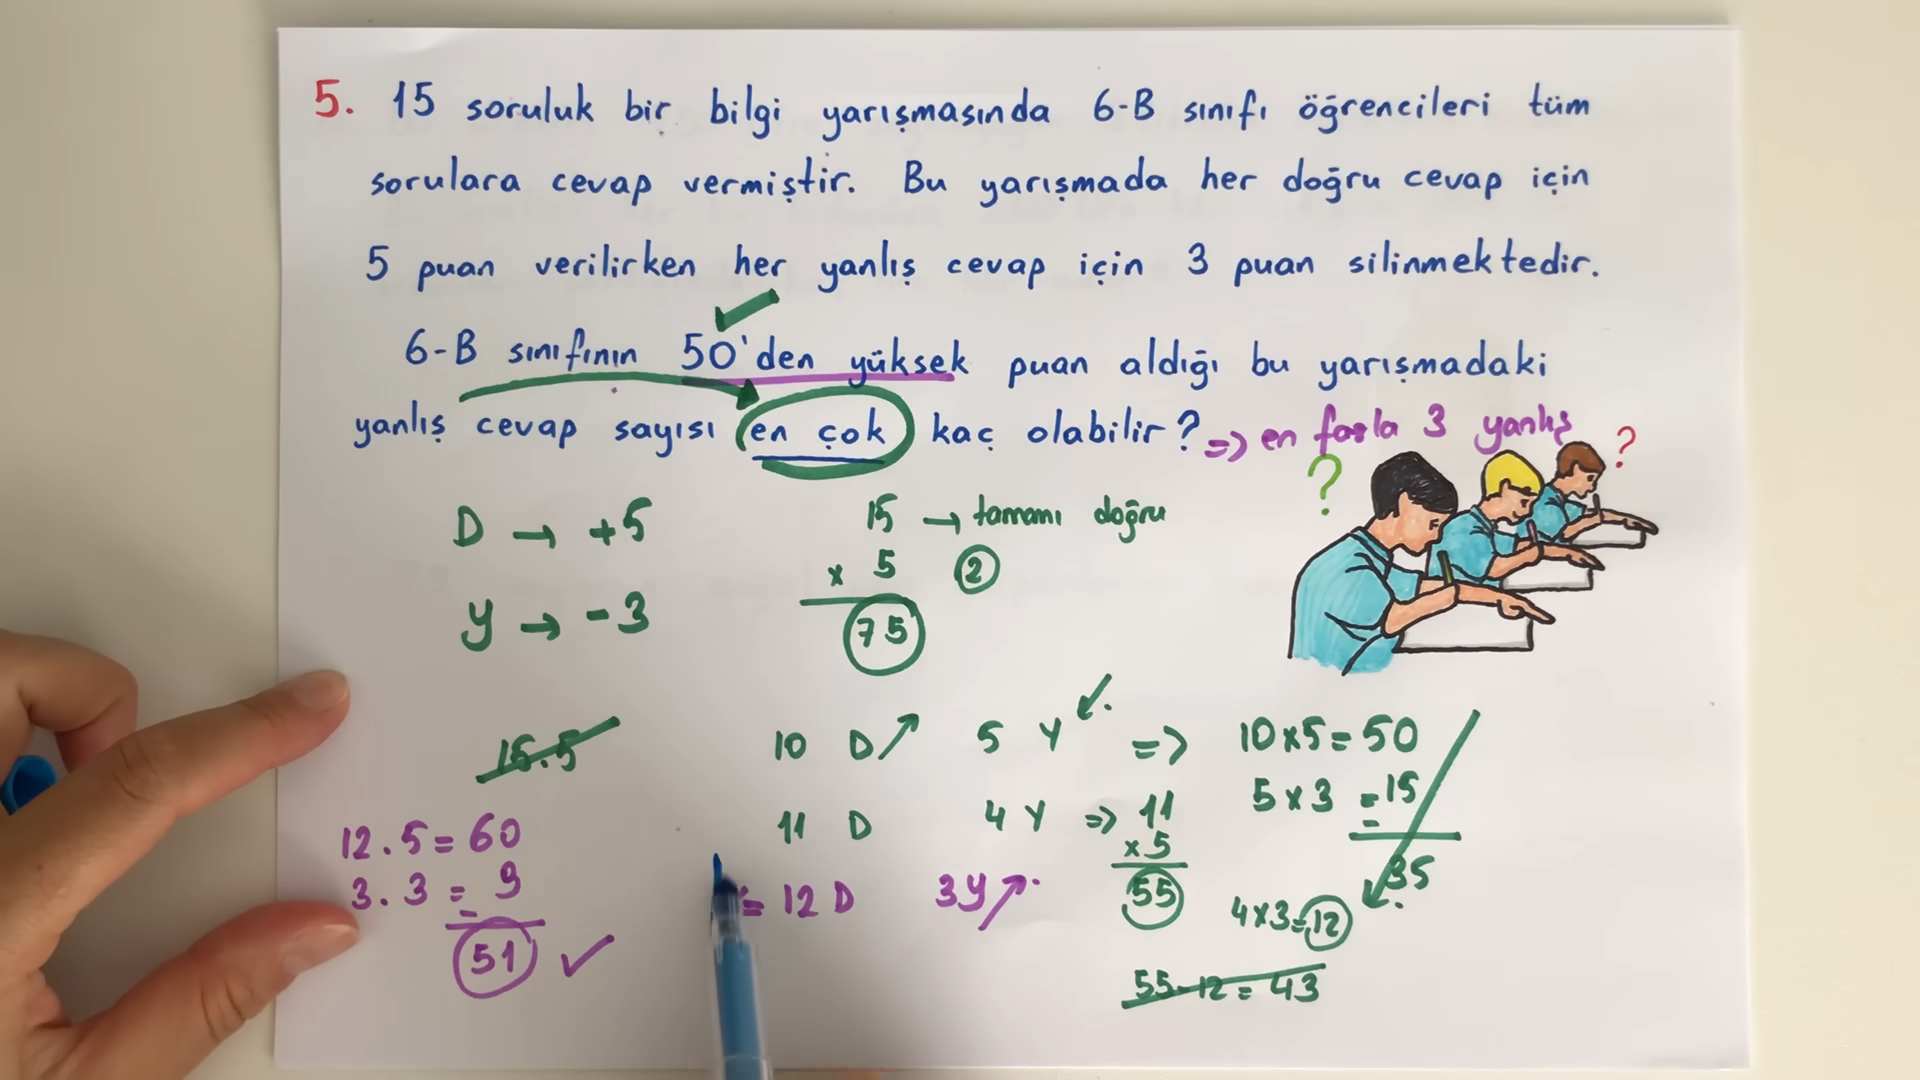 5. 15 soruluk bir bilgi yarışmasında 6-B sınıfı öğrencileri tüm
sorulara cevap vermiştir. Bu yarışmada her doğru cevap için
5 puan verilirken her yanlış cevap için 3 puan silinmektedir.
6-B sınıfının 50'den yüksek puan aldığı bu yarışmadaki
yanlış cevap sayısı en çok kaç olabilir? => en fazla 3 yanlış
? ?
D → +5
Y → -3
15 → tamamı doğru
x 5 2
75
15.5
10 D 5 Y => 10x5=50
5x3=15
-
35
11 D 4 Y => 11
x5
55
4x3=12
55-12=43
= 12 D 3Y
12.5=60
3.3=9
-
51